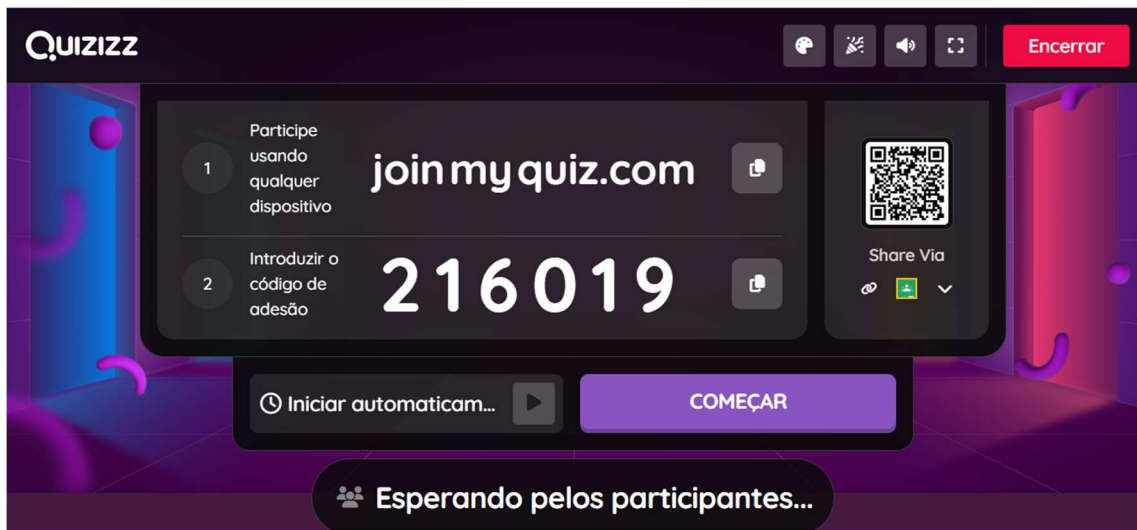 Quizizz
Encerrar
1
Participe
usando
qualquer
dispositivo
joinmyquiz.com
2
Introduzir o
código de
adesão
216019
Share Via
Iniciar automaticam...
COMEÇAR
Esperando pelos participantes...